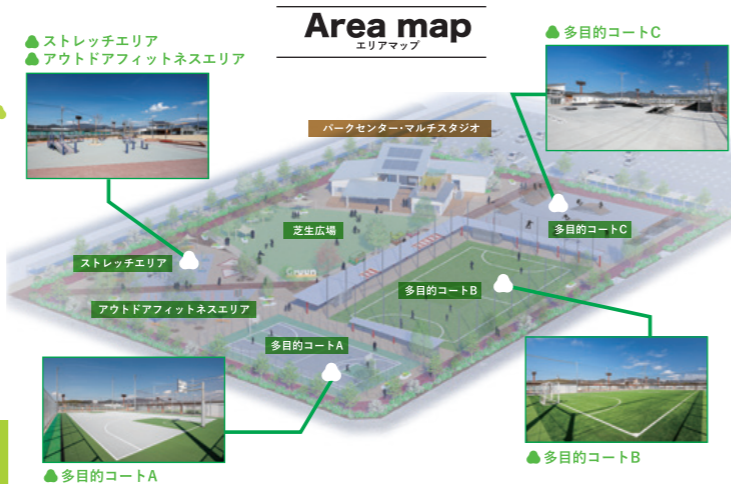 Area map
エリアマップ
ストレッチエリア
アウトドアフィットネスエリア
多目的コートC
パークセンター・マルチスタジオ
芝生広場
多目的コートC
ストレッチエリア
多目的コートB
アウトドアフィットネスエリア
多目的コートA
Green
多目的コートA
多目的コートB